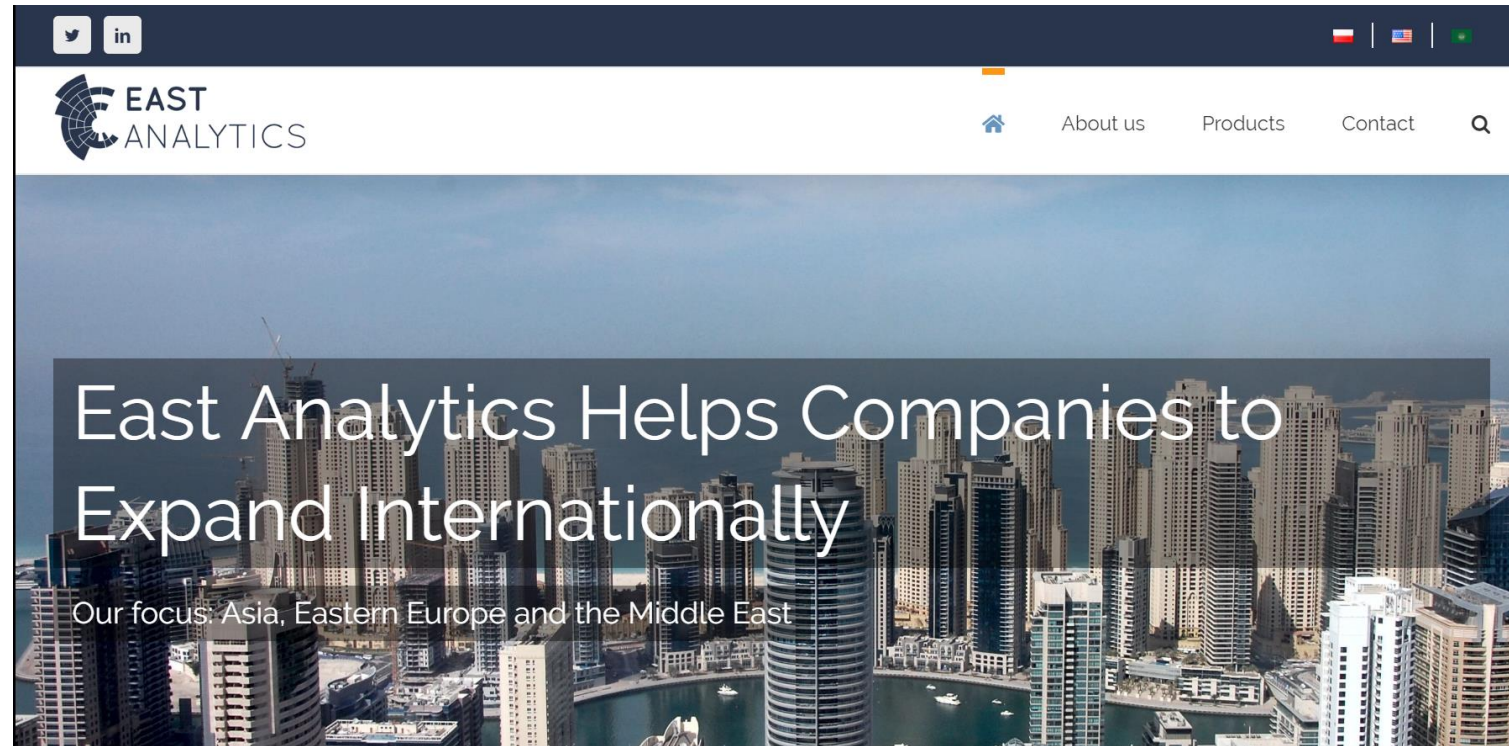 in
EAST
ANALYTICS
About us
Products
Contact
East Analytics Helps Companies to
Expand Internationally
Our focus: Asia, Eastern Europe and the Middle East